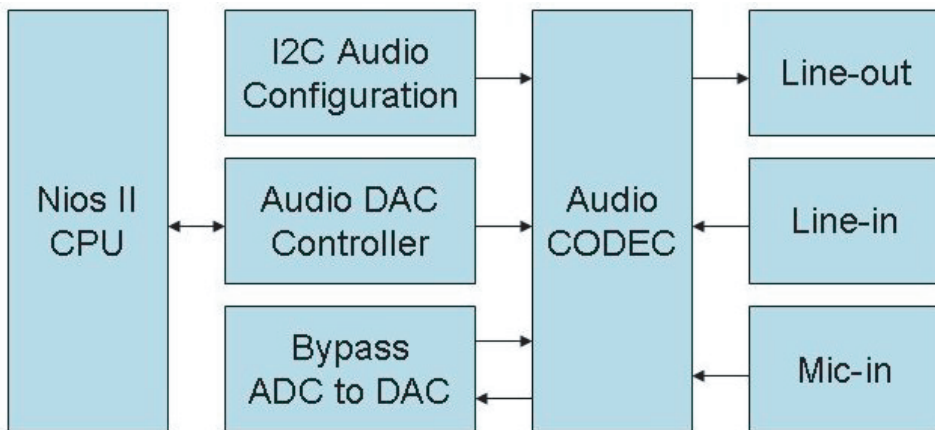 Nios II
CPU
I2C Audio
Configuration
Audio DAC
Controller
Bypass
ADC to DAC
Audio
CODEC
Line-out
Line-in
Mic-in